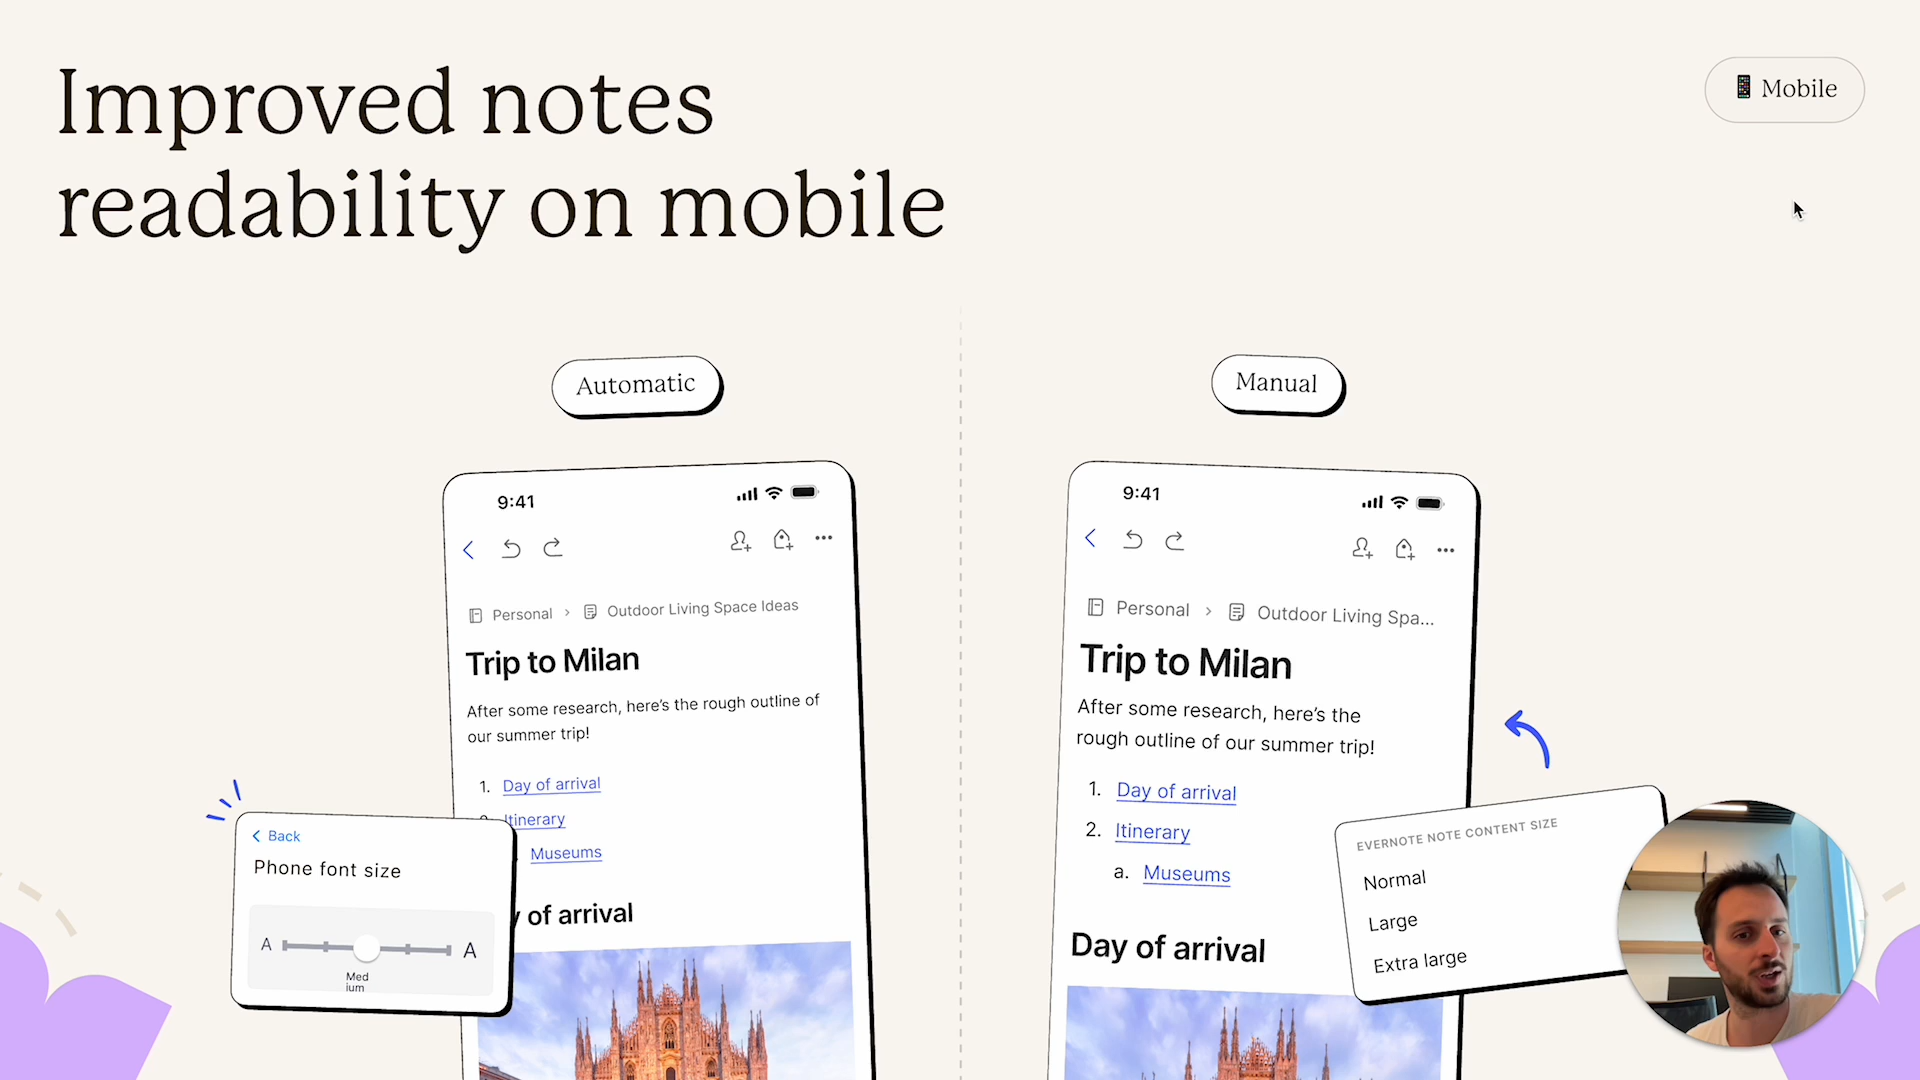 Improved notes
readability on mobile
Mobile
Automatic
9:41
Personal > Outdoor Living Space Ideas
Trip to Milan
After some research, here's the rough outline of
our summer trip!
1. Day of arrival
Itinerary
Museums
y of arrival
Back
Phone font size
A A
Med
ium
Manual
9:41
Personal > Outdoor Living Spa...
Trip to Milan
After some research, here's the
rough outline of our summer trip!
1. Day of arrival
2. Itinerary
a. Museums
Day of arrival
EVERNOTE NOTE CONTENT SIZE
Normal
Large
Extra large